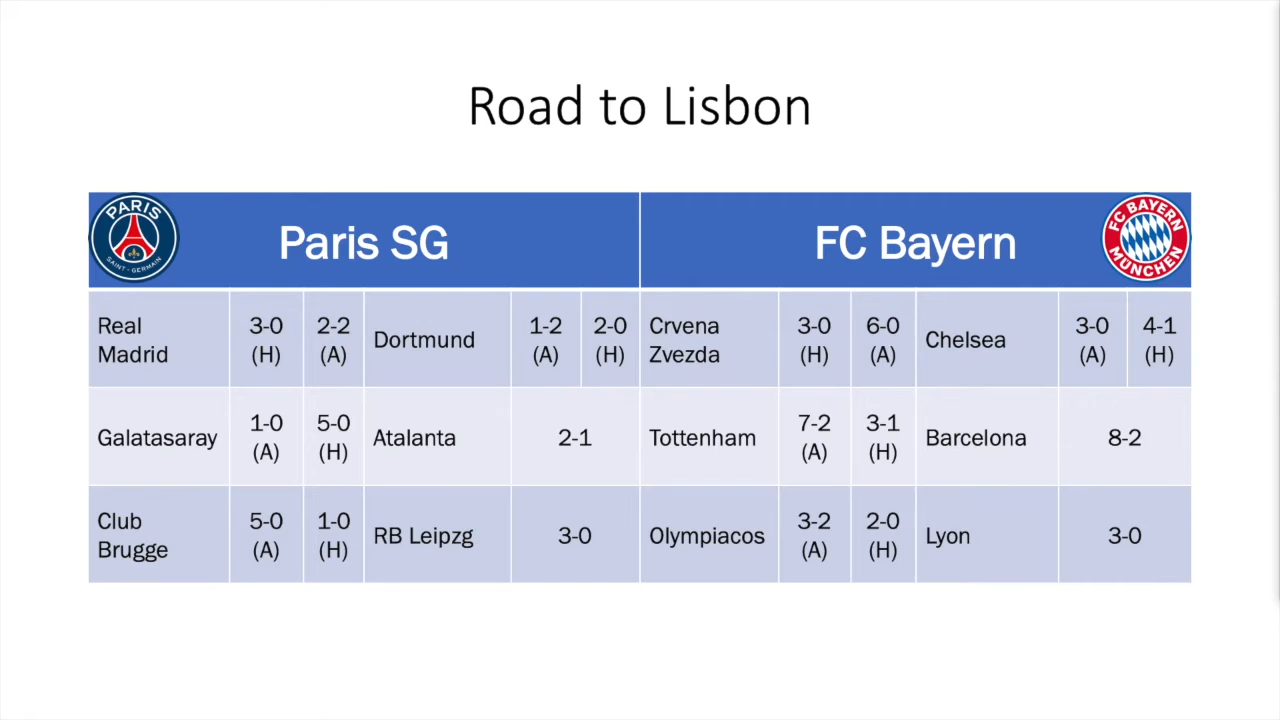 Road to Lisbon
PARIS
SAINT-GERMAIN
Paris SG
FC Bayern
FC BAYERN
MÜNCHEN
Real
Madrid
3-0
(H)
2-2
(A)
Dortmund
1-2
(A)
2-0
(H)
Crvena
Zvezda
3-0
(H)
6-0
(A)
Chelsea
3-0
(A)
4-1
(H)
Galatasaray
1-0
(A)
5-0
(H)
Atalanta
2-1
Tottenham
7-2
(A)
3-1
(H)
Barcelona
8-2
Club
Brugge
5-0
(A)
1-0
(H)
RB Leipzg
3-0
Olympiacos
3-2
(A)
2-0
(H)
Lyon
3-0